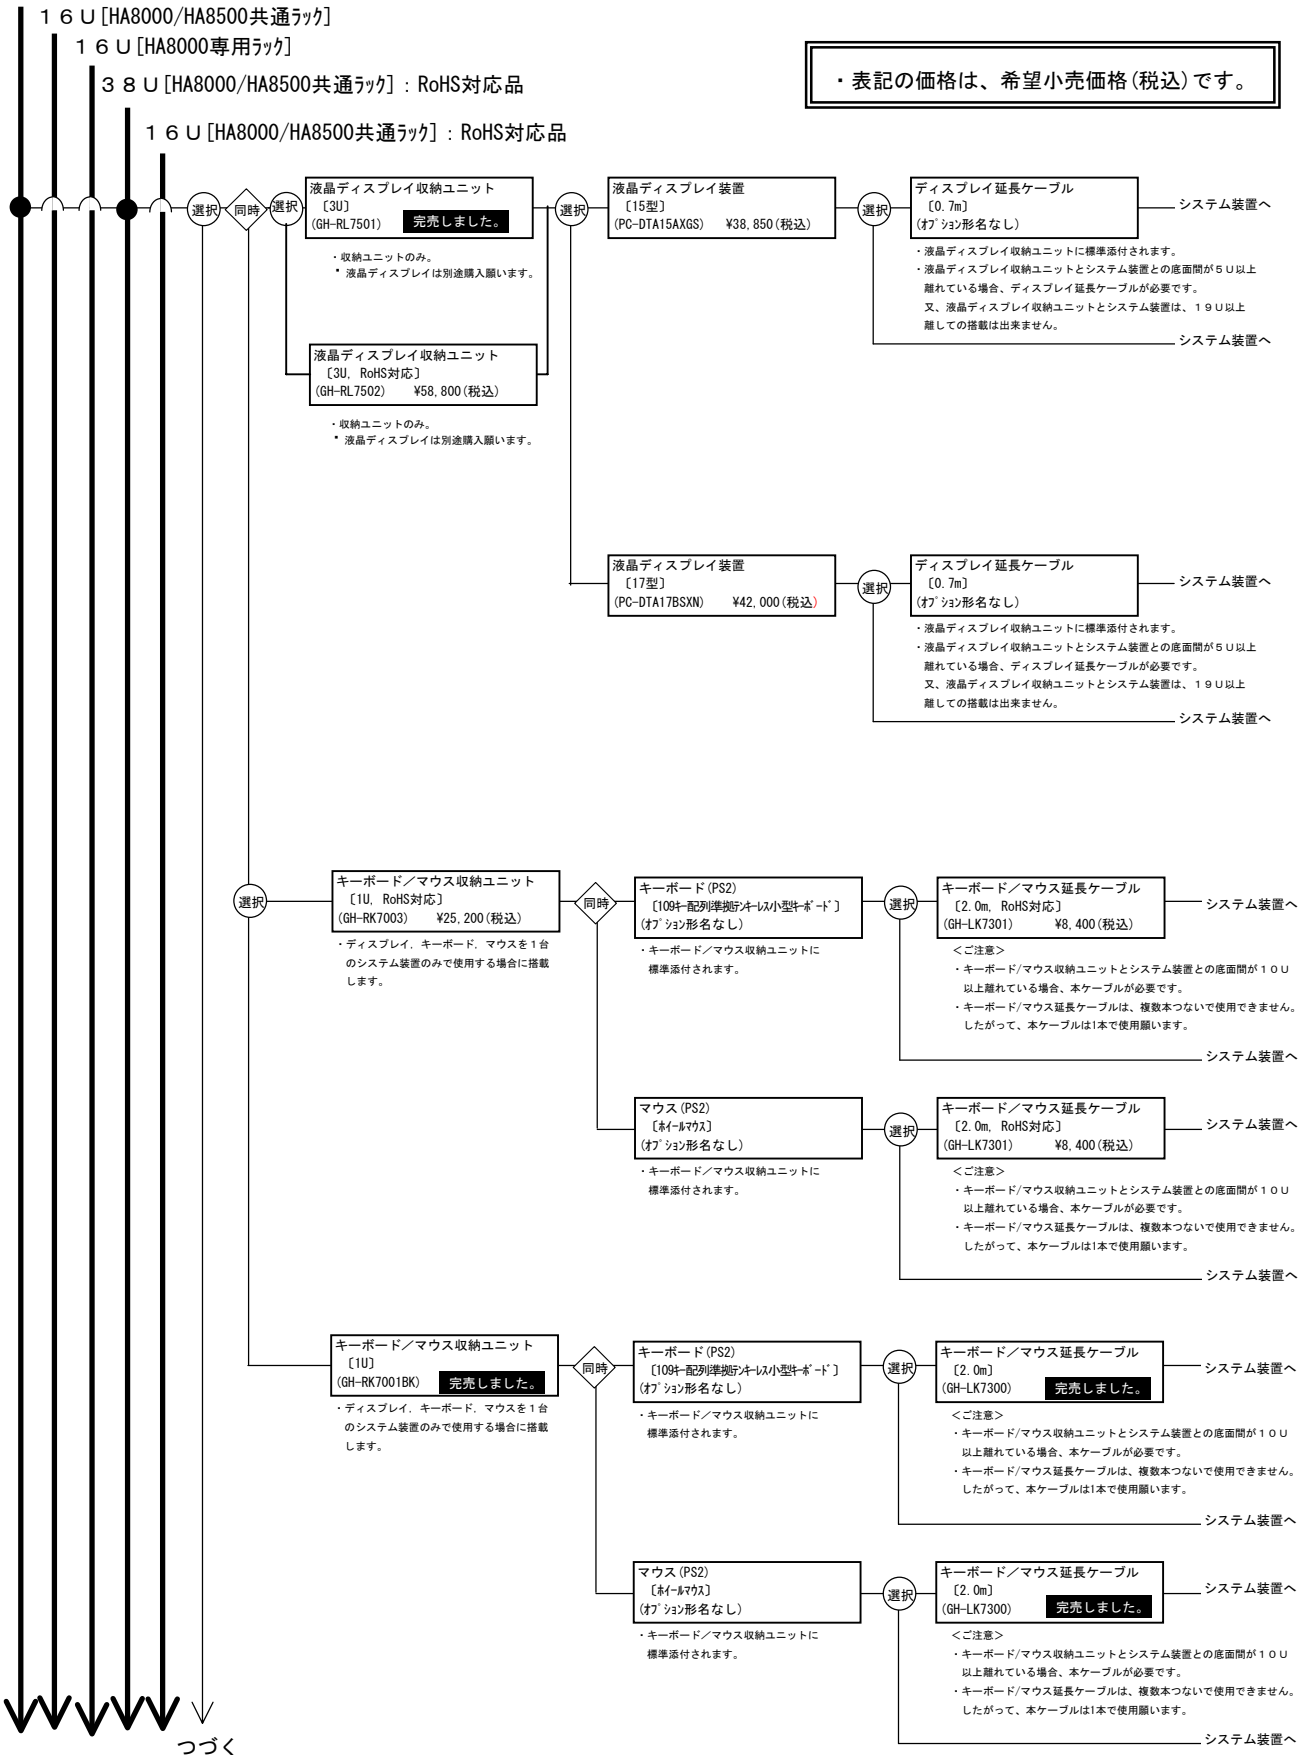 １６Ｕ[HA8000/HA8500共通ﾗｯｸ]
１６Ｕ[HA8000専用ﾗｯｸ]
３８Ｕ[HA8000/HA8500共通ﾗｯｸ]：RoHS対応品
１６Ｕ[HA8000/HA8500共通ﾗｯｸ]：RoHS対応品
・表記の価格は、希望小売価格(税込)です。
選択
同時
選択
液晶ディスプレイ収納ユニット
〔3U〕
(GH-RL7501) 完売しました。
・収納ユニットのみ。
* 液晶ディスプレイは別途購入願います。
選択
液晶ディスプレイ装置
〔15型〕
(PC-DTA15AXGS) ¥38,850(税込)
選択
ディスプレイ延長ケーブル
〔0.7m〕
(ｵﾌﾟｼｮﾝ形名なし)
システム装置へ
・液晶ディスプレイ収納ユニットに標準添付されます。
・液晶ディスプレイ収納ユニットとシステム装置との底面間が５Ｕ以上
離れている場合、ディスプレイ延長ケーブルが必要です。
又、液晶ディスプレイ収納ユニットとシステム装置は、１９Ｕ以上
離しての搭載は出来ません。
システム装置へ
液晶ディスプレイ収納ユニット
〔3U, RoHS対応〕
(GH-RL7502) ¥58,800(税込)
・収納ユニットのみ。
* 液晶ディスプレイは別途購入願います。
液晶ディスプレイ装置
〔17型〕
(PC-DTA17BSXN) ¥42,000(税込)
選択
ディスプレイ延長ケーブル
〔0.7m〕
(ｵﾌﾟｼｮﾝ形名なし)
システム装置へ
・液晶ディスプレイ収納ユニットに標準添付されます。
・液晶ディスプレイ収納ユニットとシステム装置との底面間が５Ｕ以上
離れている場合、ディスプレイ延長ケーブルが必要です。
又、液晶ディスプレイ収納ユニットとシステム装置は、１９Ｕ以上
離しての搭載は出来ません。
システム装置へ
選択
キーボード／マウス収納ユニット
〔1U, RoHS対応〕
(GH-RK7003) ¥25,200(税込)
・ディスプレイ, キーボード, マウスを１台
のシステム装置のみで使用する場合に搭載
します。
同時
キーボード(PS2)
〔109ｷｰ配列準拠ﾃﾝｷｰﾚｽ小型ｷｰﾎﾞｰﾄﾞ〕
(ｵﾌﾟｼｮﾝ形名なし)
・キーボード／マウス収納ユニットに
標準添付されます。
選択
キーボード／マウス延長ケーブル
〔2.0m, RoHS対応〕
(GH-LK7301) ¥8,400(税込)
システム装置へ
＜ご注意＞
・キーボード/マウス収納ユニットとシステム装置との底面間が１０Ｕ
以上離れている場合、本ケーブルが必要です。
・キーボード/マウス延長ケーブルは、複数本つないで使用できません。
したがって、本ケーブルは1本で使用願います。
システム装置へ
マウス(PS2)
〔ﾎｲｰﾙﾏｳｽ〕
(ｵﾌﾟｼｮﾝ形名なし)
・キーボード／マウス収納ユニットに
標準添付されます。
選択
キーボード／マウス延長ケーブル
〔2.0m, RoHS対応〕
(GH-LK7301) ¥8,400(税込)
システム装置へ
＜ご注意＞
・キーボード/マウス収納ユニットとシステム装置との底面間が１０Ｕ
以上離れている場合、本ケーブルが必要です。
・キーボード/マウス延長ケーブルは、複数本つないで使用できません。
したがって、本ケーブルは1本で使用願います。
システム装置へ
キーボード／マウス収納ユニット
〔1U〕
(GH-RK7001BK) 完売しました。
・ディスプレイ, キーボード, マウスを１台
のシステム装置のみで使用する場合に搭載
します。
同時
キーボード(PS2)
〔109ｷｰ配列準拠ﾃﾝｷｰﾚｽ小型ｷｰﾎﾞｰﾄﾞ〕
(ｵﾌﾟｼｮﾝ形名なし)
・キーボード／マウス収納ユニットに
標準添付されます。
選択
キーボード／マウス延長ケーブル
〔2.0m〕
(GH-LK7300) 完売しました。
システム装置へ
＜ご注意＞
・キーボード/マウス収納ユニットとシステム装置との底面間が１０Ｕ
以上離れている場合、本ケーブルが必要です。
・キーボード/マウス延長ケーブルは、複数本つないで使用できません。
したがって、本ケーブルは1本で使用願います。
システム装置へ
マウス(PS2)
〔ﾎｲｰﾙﾏｳｽ〕
(ｵﾌﾟｼｮﾝ形名なし)
・キーボード／マウス収納ユニットに
標準添付されます。
選択
キーボード／マウス延長ケーブル
〔2.0m〕
(GH-LK7300) 完売しました。
システム装置へ
＜ご注意＞
・キーボード/マウス収納ユニットとシステム装置との底面間が１０Ｕ
以上離れている場合、本ケーブルが必要です。
・キーボード/マウス延長ケーブルは、複数本つないで使用できません。
したがって、本ケーブルは1本で使用願います。
システム装置へ
つづく